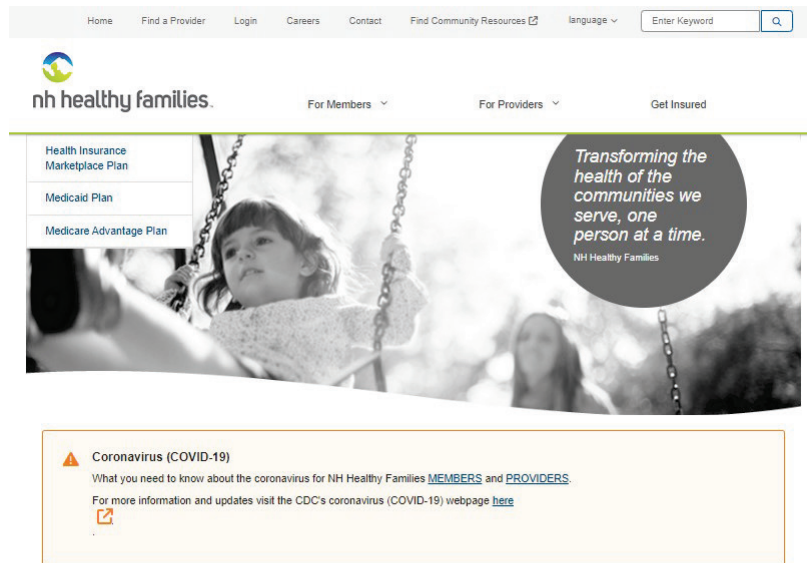 Home Find a Provider Login Careers Contact Find Community Resources language Enter Keyword
nh healthy families.
For Members For Providers Get Insured
Health Insurance
Marketplace Plan
Medicaid Plan
Medicare Advantage Plan
Transforming the
health of the
communities we
serve, one
person at a time.
NH Healthy Families
Coronavirus (COVID-19)
What you need to know about the coronavirus for NH Healthy Families MEMBERS and PROVIDERS.
For more information and updates visit the CDC's coronavirus (COVID-19) webpage here
.